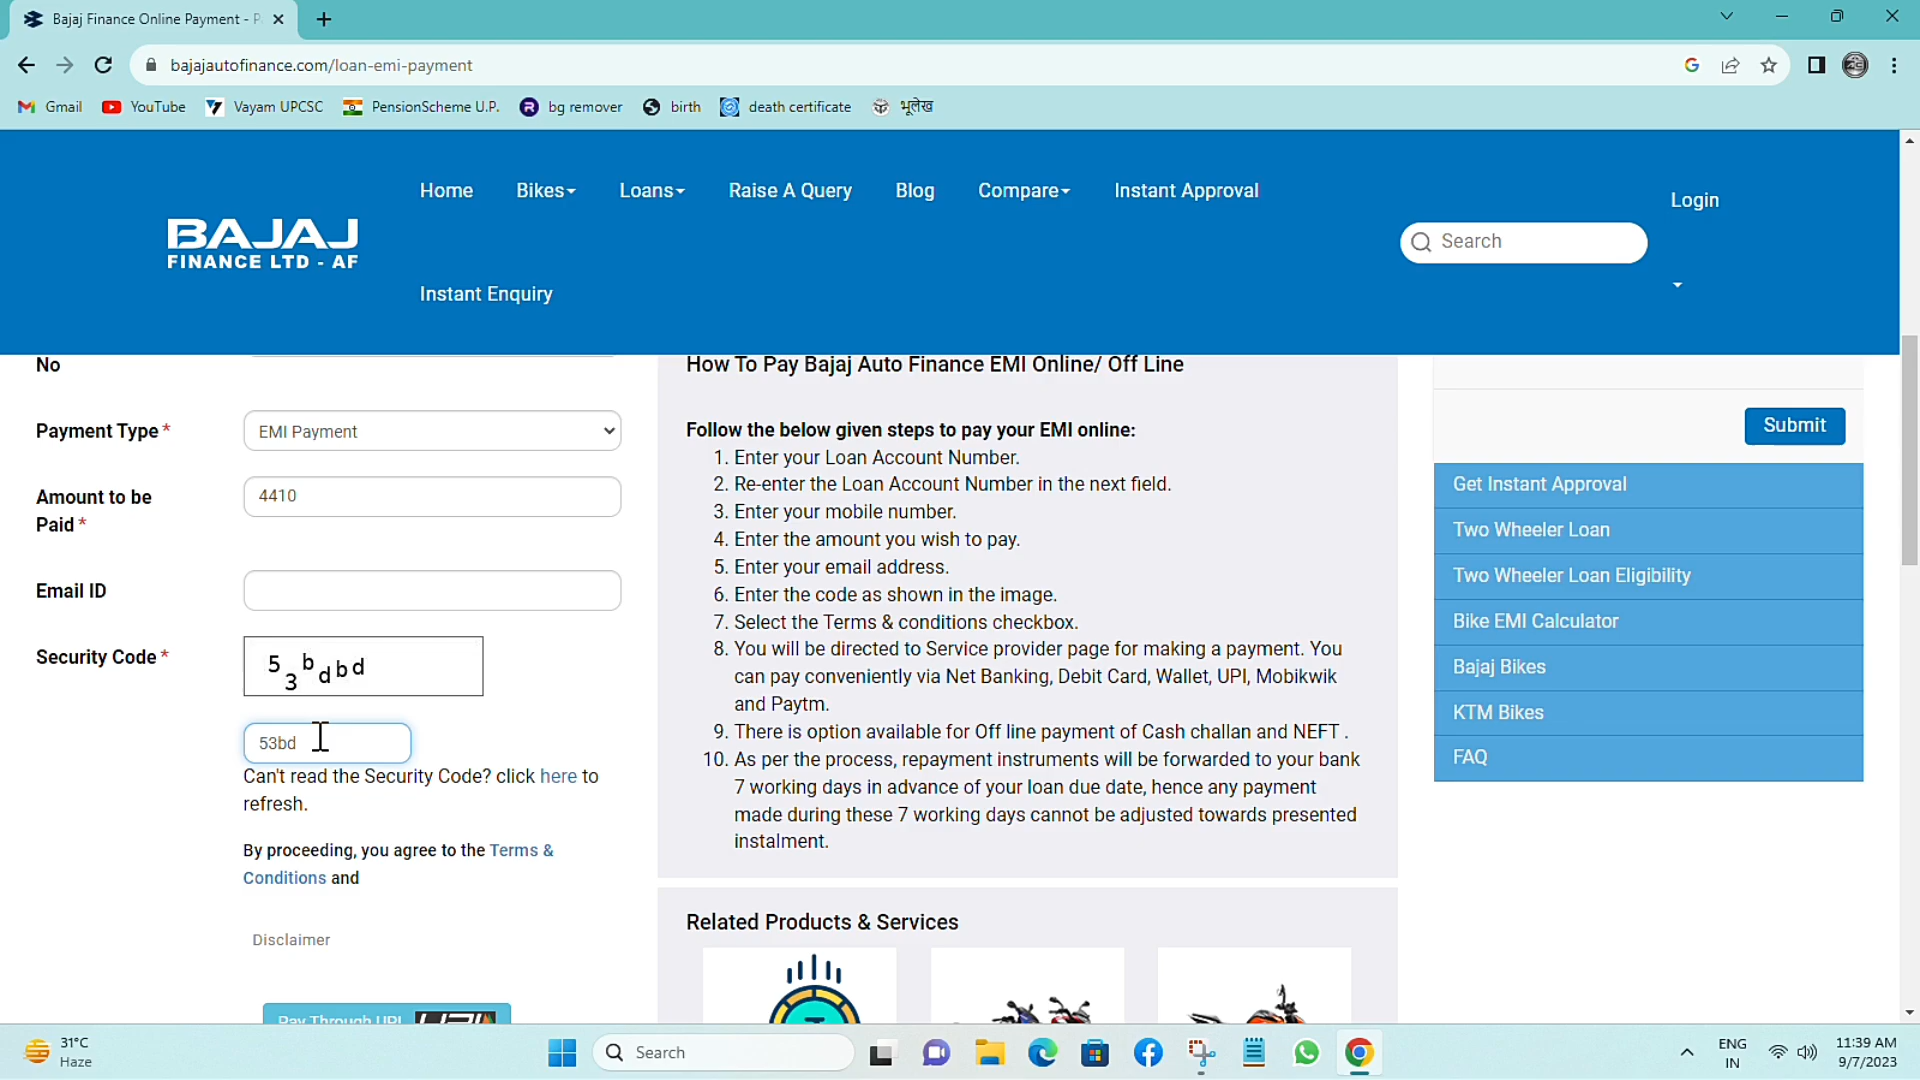 Bajaj Finance Online Payment - P
bajajautofinance.com/loan-emi-payment
Gmail YouTube Vayam UPCSC PensionScheme U.P. bg remover birth death certificate भूलेख
Home Bikes Loans Raise A Query Blog Compare Instant Approval
Login
BAJAJ
FINANCE LTD - AF
Search
Instant Enquiry
No
Payment Type *
EMI Payment
Amount to be
Paid *
4410
Email ID
Security Code *
53bdbd
53bd
Can't read the Security Code? click here to
refresh.
By proceeding, you agree to the Terms &
Conditions and
Disclaimer
Pay Through UPI
How To Pay Bajaj Auto Finance EMI Online/ Off Line
Follow the below given steps to pay your EMI online:
1. Enter your Loan Account Number.
2. Re-enter the Loan Account Number in the next field.
3. Enter your mobile number.
4. Enter the amount you wish to pay.
5. Enter your email address.
6. Enter the code as shown in the image.
7. Select the Terms & conditions checkbox.
8. You will be directed to Service provider page for making a payment. You
can pay conveniently via Net Banking, Debit Card, Wallet, UPI, Mobikwik
and Paytm.
9. There is option available for Off line payment of Cash challan and NEFT .
10. As per the process, repayment instruments will be forwarded to your bank
7 working days in advance of your loan due date, hence any payment
made during these 7 working days cannot be adjusted towards presented
instalment.
Related Products & Services
Submit
Get Instant Approval
Two Wheeler Loan
Two Wheeler Loan Eligibility
Bike EMI Calculator
Bajaj Bikes
KTM Bikes
FAQ
31°C
Haze
Search
ENG
IN
11:39 AM
9/7/2023